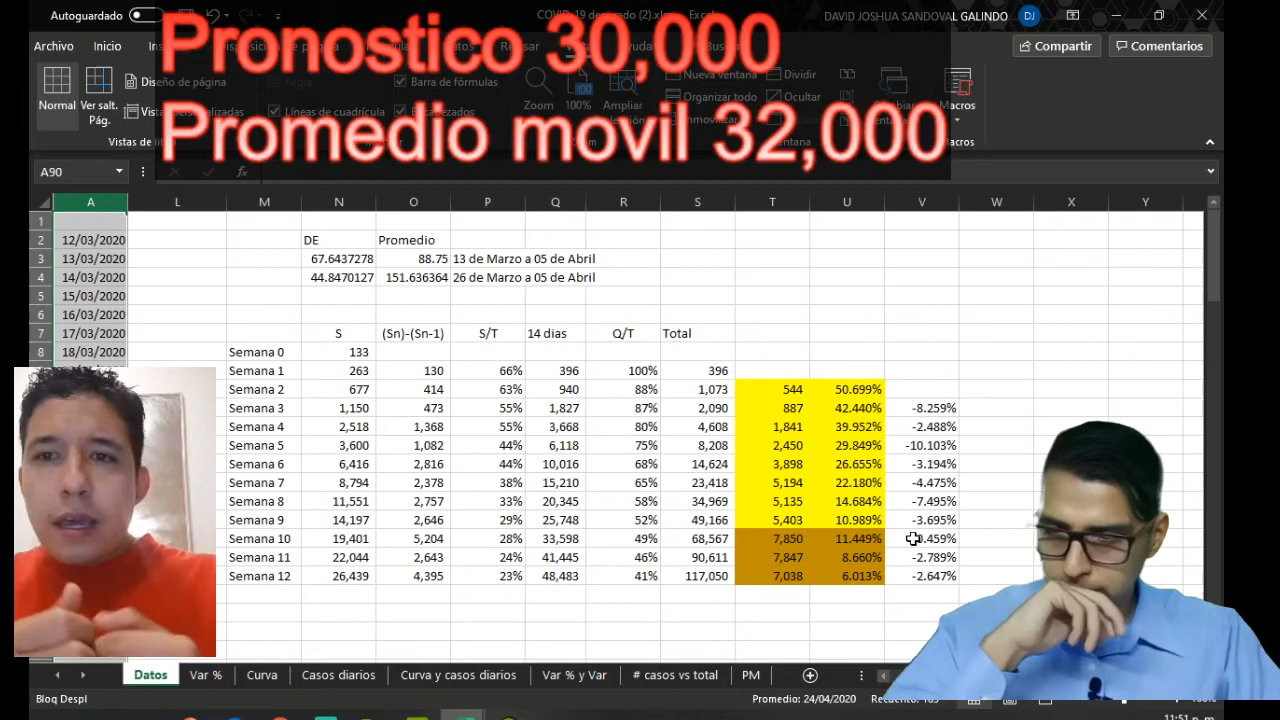 Autoguardado
COVID-19 de
DAVID JOSHUA SANDOVAL GALINDO
DJ
Pronostico 30,000
Promedio movil 32,000
Archivo Inicio
Compartir Comentarios
Normal Ver salt. Pág.
Diseño de página
Barra de fórmulas
Líneas de cuadrícula
Zoom 100% Ampliar
Nueva ventana
Organizar todo
Dividir
Ocultar
Macros
Vistas de
Macros
A90
fx
A L M N O P Q R S T U V W X Y
1
2 12/03/2020 DE Promedio
3 13/03/2020 67.6437278 88.75 13 de Marzo a 05 de Abril
4 14/03/2020 44.8470127 151.636364 26 de Marzo a 05 de Abril
5 15/03/2020
6 16/03/2020
7 17/03/2020 S (Sn)-(Sn-1) S/T 14 dias Q/T Total
8 18/03/2020 Semana 0 133
Semana 1 263 130 66% 396 100% 396
Semana 2 677 414 63% 940 88% 1,073 544 50.699%
Semana 3 1,150 473 55% 1,827 87% 2,090 887 42.440% -8.259%
Semana 4 2,518 1,368 55% 3,668 80% 4,608 1,841 39.952% -2.488%
Semana 5 3,600 1,082 44% 6,118 75% 8,208 2,450 29.849% -10.103%
Semana 6 6,416 2,816 44% 10,016 68% 14,624 3,898 26.655% -3.194%
Semana 7 8,794 2,378 38% 15,210 65% 23,418 5,194 22.180% -4.475%
Semana 8 11,551 2,757 33% 20,345 58% 34,969 5,135 14.684% -7.495%
Semana 9 14,197 2,646 29% 25,748 52% 49,166 5,403 10.989% -3.695%
Semana 10 19,401 5,204 28% 33,598 49% 68,567 7,850 11.449% .459%
Semana 11 22,044 2,643 24% 41,445 46% 90,611 7,847 8.660% -2.789%
Semana 12 26,439 4,395 23% 48,483 41% 117,050 7,038 6.013% -2.647%
Datos Var % Curva Casos diarios Curva y casos diarios Var % y Var # casos vs total PM
Bloq Despl Promedio: 24/04/2020